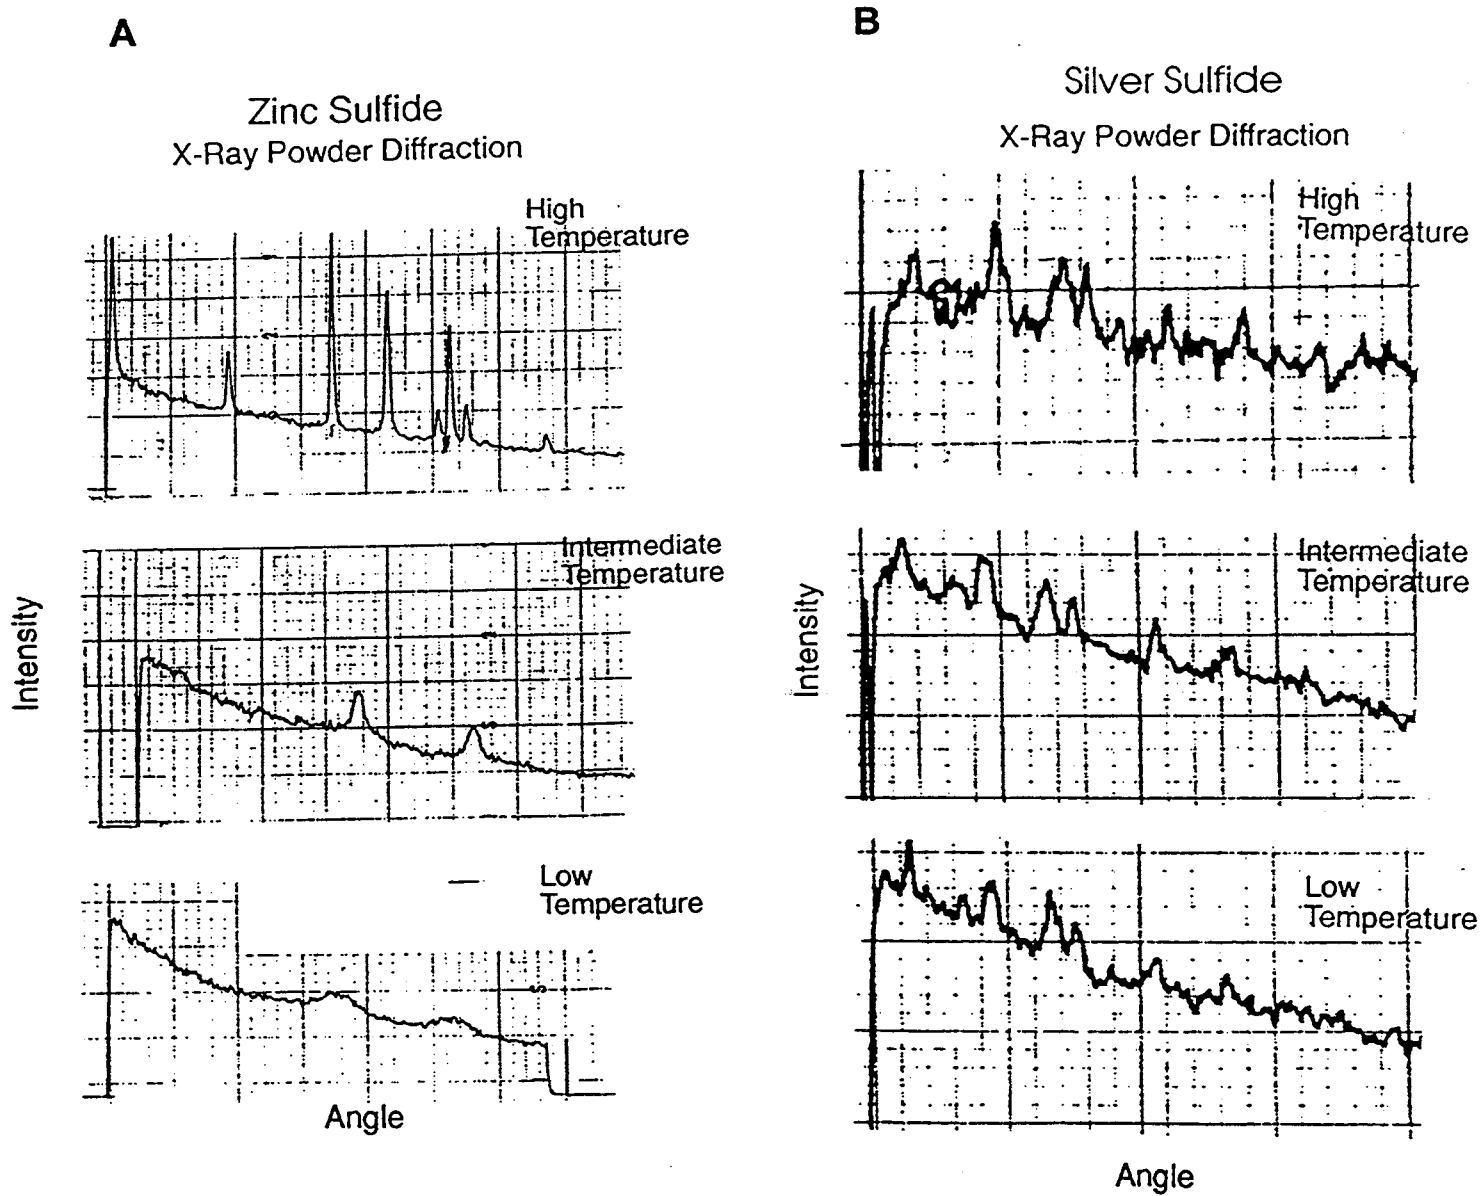 A
Zinc Sulfide
X-Ray Powder Diffraction
High
Temperature
Intermediate
Temperature
Low
Temperature
Intensity
Angle
B
Silver Sulfide
X-Ray Powder Diffraction
High
Temperature
Intermediate
Temperature
Low
Temperature
Intensity
Angle